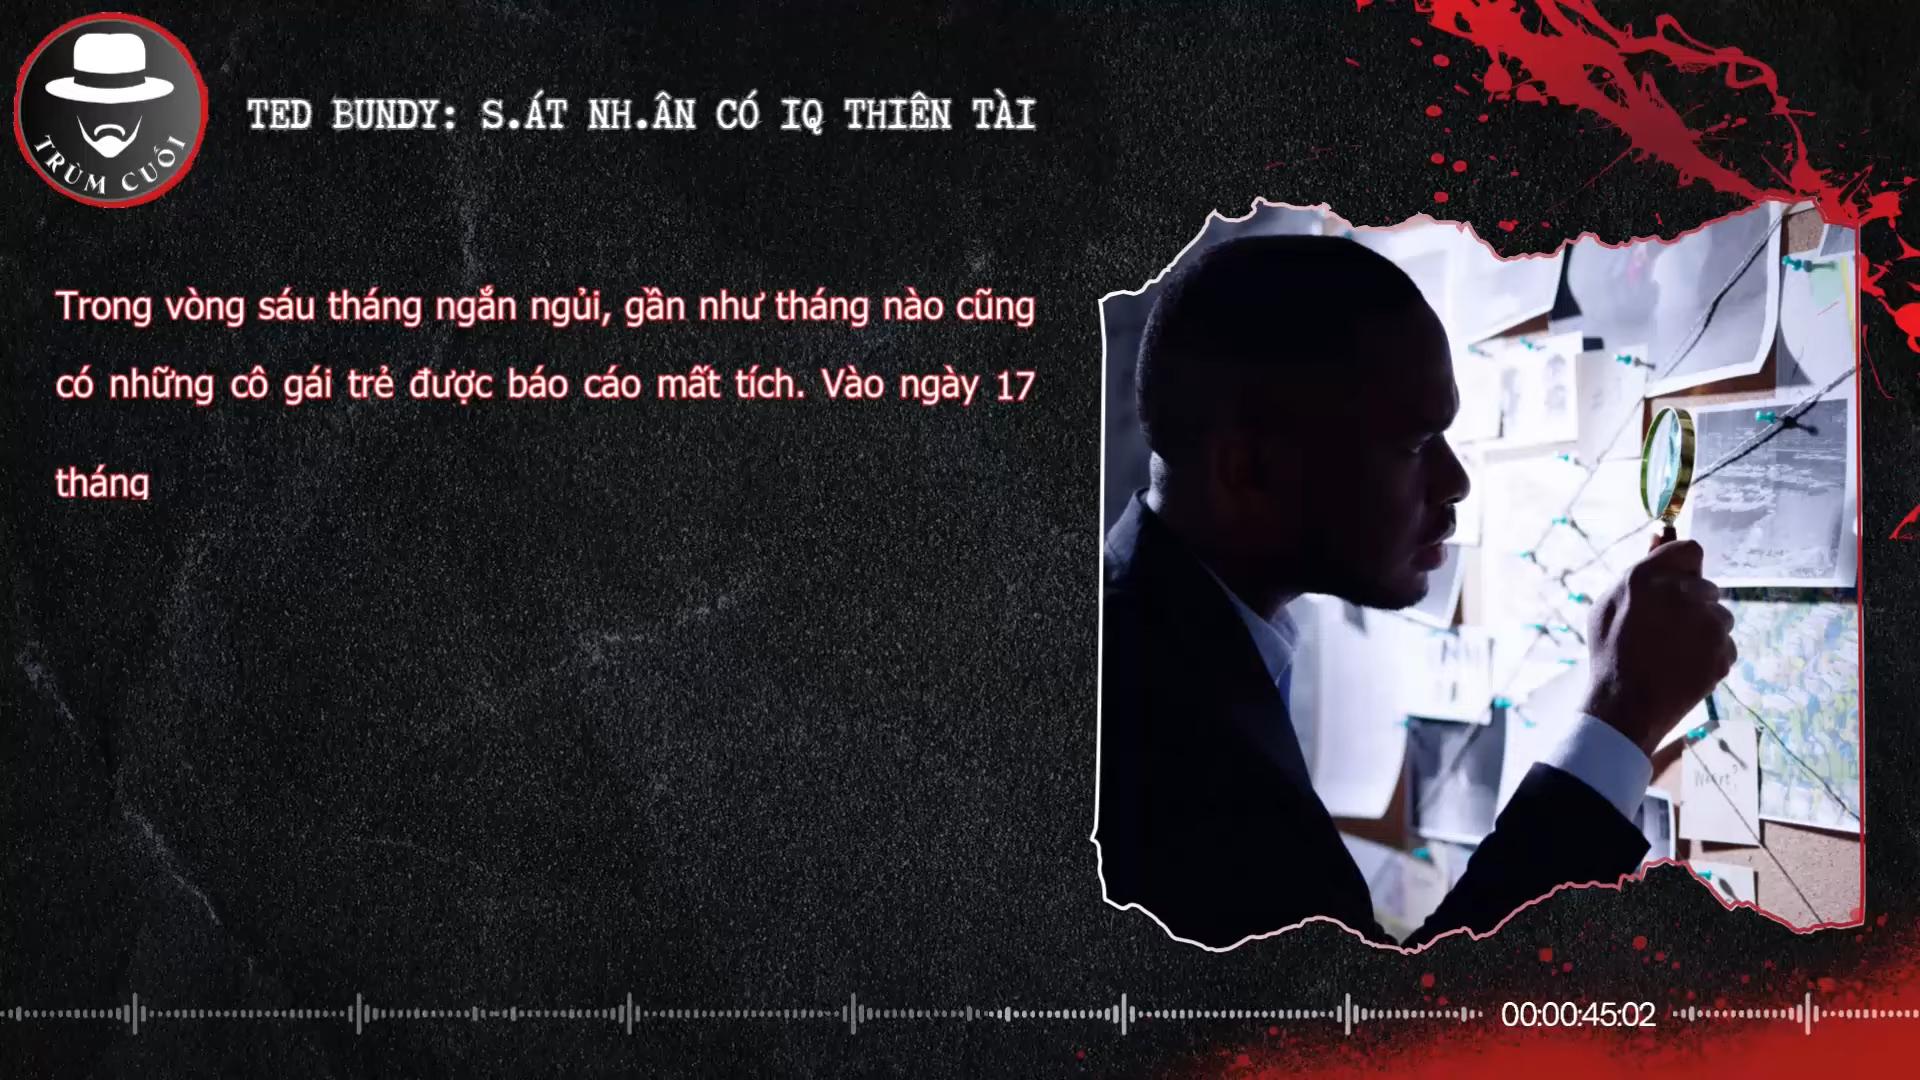 TRÙM CUỐI
TED BUNDY: S.ÁT NH.ÂN CÓ IQ THIÊN TÀI
Trong vòng sáu tháng ngắn ngủi, gần như tháng nào cũng
có những cô gái trẻ được báo cáo mất tích. Vào ngày 17
tháng
00:00:45:02